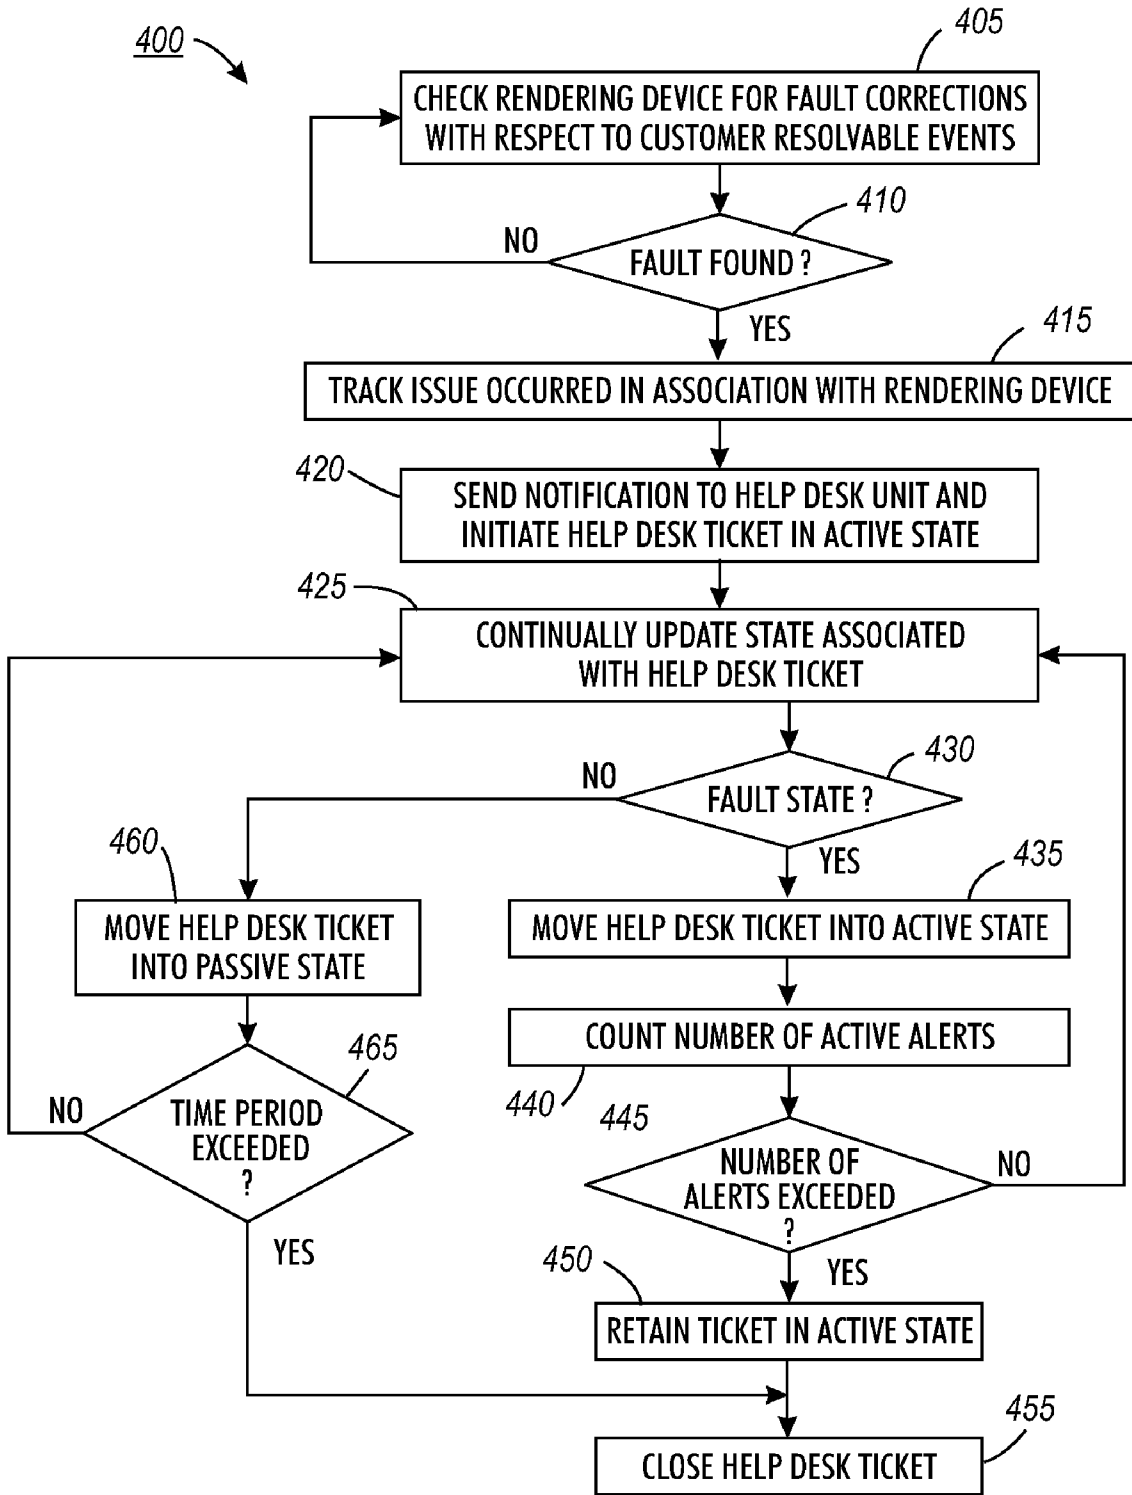 400
405
CHECK RENDERING DEVICE FOR FAULT CORRECTIONS
WITH RESPECT TO CUSTOMER RESOLVABLE EVENTS
410
NO
FAULT FOUND ?
YES
415
TRACK ISSUE OCCURRED IN ASSOCIATION WITH RENDERING DEVICE
420
SEND NOTIFICATION TO HELP DESK UNIT AND
INITIATE HELP DESK TICKET IN ACTIVE STATE
425
CONTINUALLY UPDATE STATE ASSOCIATED
WITH HELP DESK TICKET
430
NO
FAULT STATE ?
YES
460
MOVE HELP DESK TICKET
INTO PASSIVE STATE
435
MOVE HELP DESK TICKET INTO ACTIVE STATE
COUNT NUMBER OF ACTIVE ALERTS
440
465
NO
TIME PERIOD
EXCEEDED
?
YES
445
NUMBER OF
ALERTS EXCEEDED
?
NO
YES
450
RETAIN TICKET IN ACTIVE STATE
455
CLOSE HELP DESK TICKET